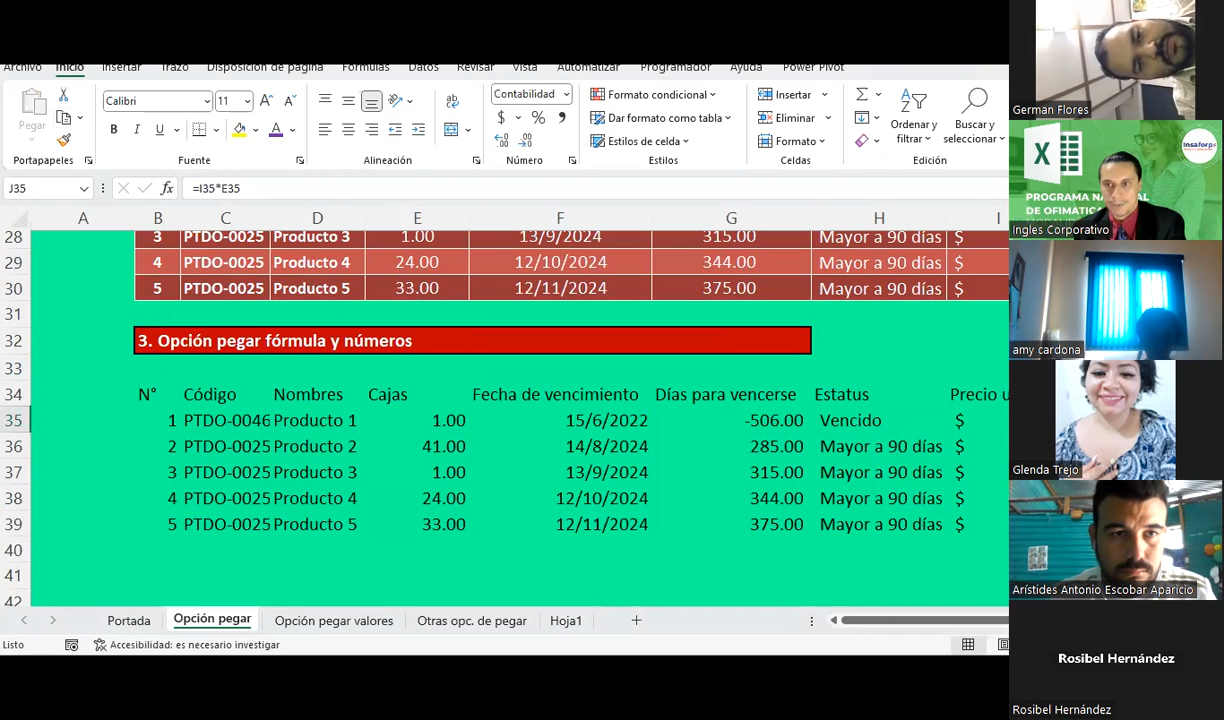 Archivo Inicio Insertar Trazo Disposición de página Fórmulas Datos Revisar Vista Automatizar Programador Ayuda Power Pivot
Pegar
Portapapeles
Calibri 11
N K S
Fuente
Alineación
Contabilidad
$ % ,
Número
Formato condicional
Dar formato como tabla
Estilos de celda
Estilos
Insertar
Eliminar
Formato
Celdas
Ordenar y filtrar
Buscar y seleccionar
Edición
J35 fx =I35*E35
A B C D E F G H I
28 3 PTDO-0025 Producto 3 1.00 13/9/2024 315.00 Mayor a 90 días $
29 4 PTDO-0025 Producto 4 24.00 12/10/2024 344.00 Mayor a 90 días $
30 5 PTDO-0025 Producto 5 33.00 12/11/2024 375.00 Mayor a 90 días $
31
32 3. Opción pegar fórmula y números
33
34 N° Código Nombres Cajas Fecha de vencimiento Días para vencerse Estatus Precio u
35 1 PTDO-0046 Producto 1 1.00 15/6/2022 -506.00 Vencido $
36 2 PTDO-0025 Producto 2 41.00 14/8/2024 285.00 Mayor a 90 días $
37 3 PTDO-0025 Producto 3 1.00 13/9/2024 315.00 Mayor a 90 días $
38 4 PTDO-0025 Producto 4 24.00 12/10/2024 344.00 Mayor a 90 días $
39 5 PTDO-0025 Producto 5 33.00 12/11/2024 375.00 Mayor a 90 días $
40
41
42
Portada Opción pegar Opción pegar valores Otras opc. de pegar Hoja1 +
Listo Accesibilidad: es necesario investigar
German Flores
X
insaforp
PROGRAMA NA AL
DE OFIMATICA
Ingles Corporativo
amy cardona
Glenda Trejo
Arístides Antonio Escobar Aparicio
Rosibel Hernández
Rosibel Hernández